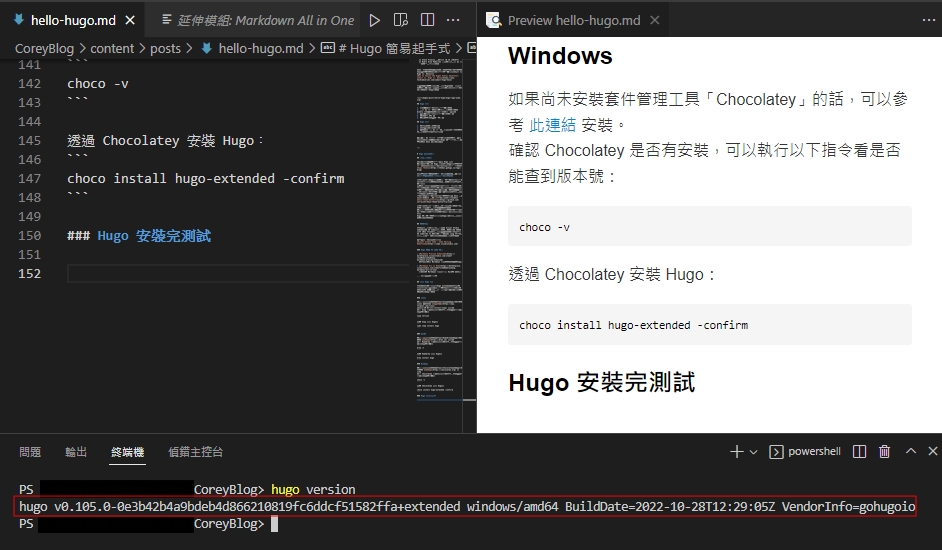 hello-hugo.md
延伸模組: Markdown All in One
Preview hello-hugo.md
CoreyBlog > content > posts > hello-hugo.md > # Hugo 簡易起手式 >
141 ```
142 choco -v
143 ```
144
145 透過 Chocolatey 安裝 Hugo：
146 ```
147 choco install hugo-extended -confirm
148 ```
149
150 ### Hugo 安裝完測試
151
152
Windows
如果尚未安裝套件管理工具「Chocolatey」的話，可以參
考 此連結 安裝。
確認 Chocolatey 是否有安裝，可以執行以下指令看是否
能查到版本號：
choco -v
透過 Chocolatey 安裝 Hugo：
choco install hugo-extended -confirm
Hugo 安裝完測試
問題 輸出 終端機 偵錯主控台
powershell
PS CoreyBlog> hugo version
hugo v0.105.0-0e3b42b4a9bdeb4d866210819fc6ddcf51582ffa+extended windows/amd64 BuildDate=2022-10-28T12:29:05Z VendorInfo=gohugoio
PS CoreyBlog>